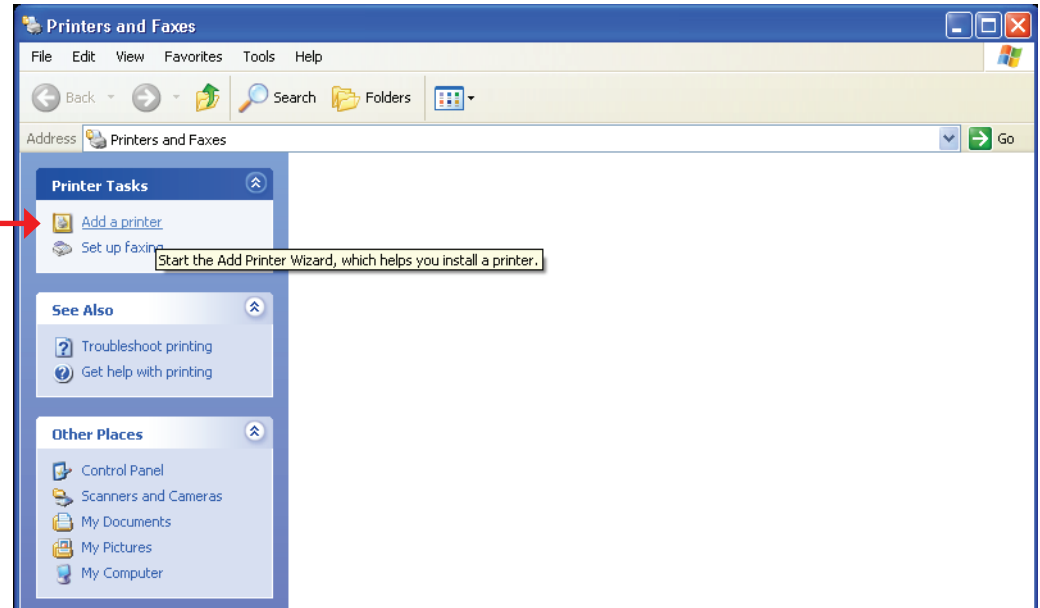 Printers and Faxes
File Edit View Favorites Tools Help
Back Search Folders
Address Printers and Faxes Go
Printer Tasks
Add a printer
Set up faxing
Start the Add Printer Wizard, which helps you install a printer.
See Also
Troubleshoot printing
Get help with printing
Other Places
Control Panel
Scanners and Cameras
My Documents
My Pictures
My Computer